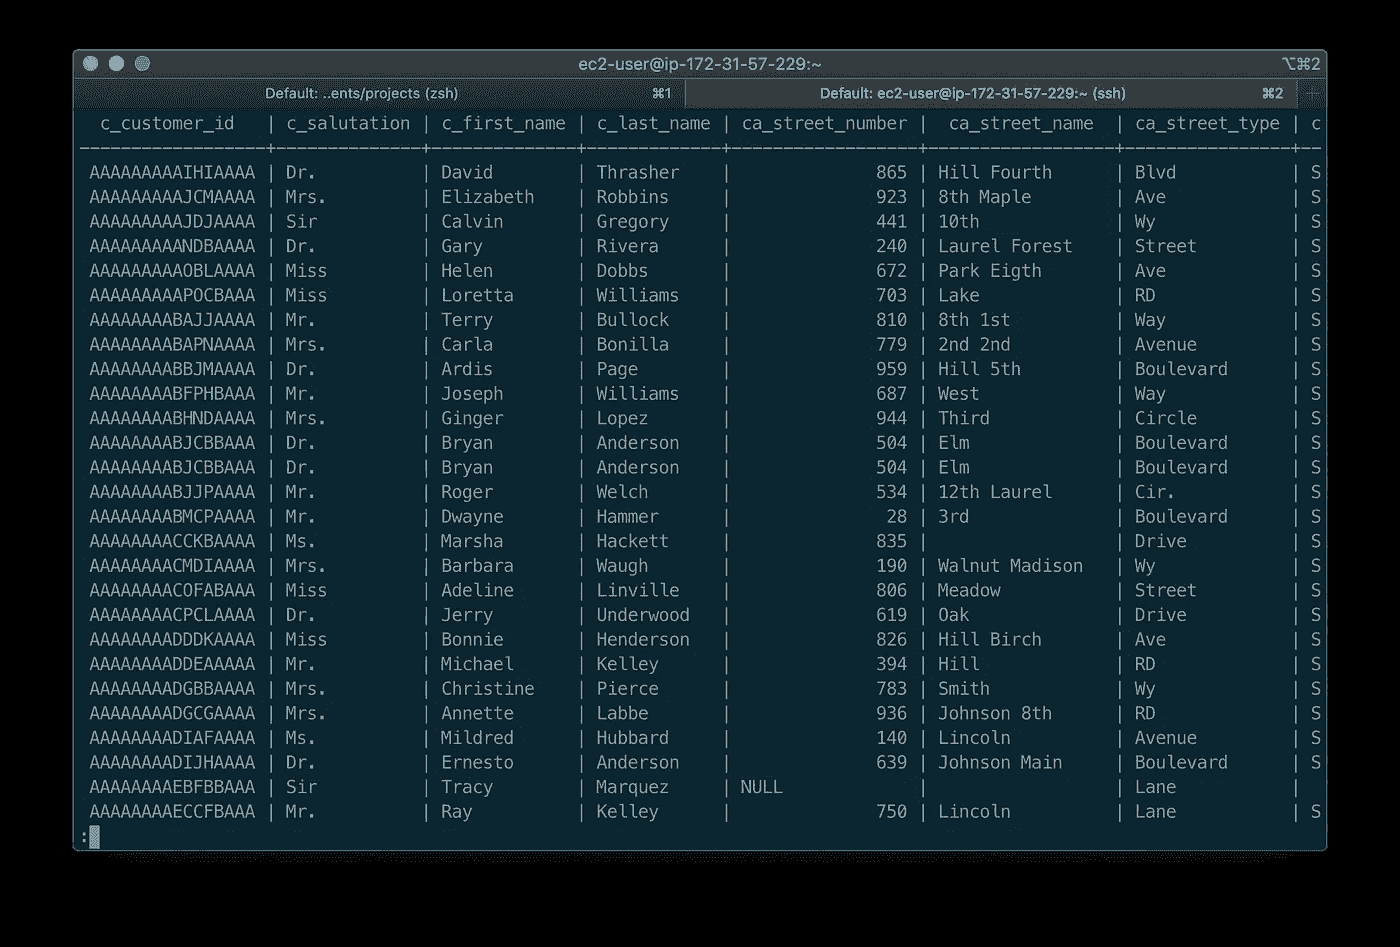 ec2-user@ip-172-31-57-229:~ ⌥⌘2
Default: ..ents/projects (zsh) ⌘1 Default: ec2-user@ip-172-31-57-229:~ (ssh) ⌘2 +
c_customer_id | c_salutation | c_first_name | c_last_name | ca_street_number | ca_street_name | ca_street_type | c
------------------+--------------+--------------+-------------+------------------+------------------+----------------+--
AAAAAAAAAIHIAAAA | Dr. | David | Thrasher | 865 | Hill Fourth | Blvd | S
AAAAAAAAAJCMAAAA | Mrs. | Elizabeth | Robbins | 923 | 8th Maple | Ave | S
AAAAAAAAAJDJAAAA | Sir | Calvin | Gregory | 441 | 10th | Wy | S
AAAAAAAAANDBAAAA | Dr. | Gary | Rivera | 240 | Laurel Forest | Street | S
AAAAAAAAAOBLAAAA | Miss | Helen | Dobbs | 672 | Park Eigth | Ave | S
AAAAAAAAAPOCBAAA | Miss | Loretta | Williams | 703 | Lake | RD | S
AAAAAAAABAJJAAAA | Mr. | Terry | Bullock | 810 | 8th 1st | Way | S
AAAAAAAABAPNAAAA | Mrs. | Carla | Bonilla | 779 | 2nd 2nd | Avenue | S
AAAAAAAABBJMAAAA | Dr. | Ardis | Page | 959 | Hill 5th | Boulevard | S
AAAAAAAABFPHBAAA | Mr. | Joseph | Williams | 687 | West | Way | S
AAAAAAAABHNDAAAA | Mrs. | Ginger | Lopez | 944 | Third | Circle | S
AAAAAAAABJCBBAAA | Dr. | Bryan | Anderson | 504 | Elm | Boulevard | S
AAAAAAAABJCBBAAA | Dr. | Bryan | Anderson | 504 | Elm | Boulevard | S
AAAAAAAABJJPAAAA | Mr. | Roger | Welch | 534 | 12th Laurel | Cir. | S
AAAAAAAABMCPAAAA | Mr. | Dwayne | Hammer | 28 | 3rd | Boulevard | S
AAAAAAAACCKBAAAA | Ms. | Marsha | Hackett | 835 | | Drive | S
AAAAAAAACMDIAAAA | Mrs. | Barbara | Waugh | 190 | Walnut Madison | Wy | S
AAAAAAAACOFABAAA | Miss | Adeline | Linville | 806 | Meadow | Street | S
AAAAAAAACPCLAAAA | Dr. | Jerry | Underwood | 619 | Oak | Drive | S
AAAAAAAADDDKAAAA | Miss | Bonnie | Henderson | 826 | Hill Birch | Ave | S
AAAAAAAADDEAAAAA | Mr. | Michael | Kelley | 394 | Hill | RD | S
AAAAAAAADGBBAAAA | Mrs. | Christine | Pierce | 783 | Smith | Wy | S
AAAAAAAADGCGAAAA | Mrs. | Annette | Labbe | 936 | Johnson 8th | RD | S
AAAAAAAADIAFAAAA | Ms. | Mildred | Hubbard | 140 | Lincoln | Avenue | S
AAAAAAAADIJHAAAA | Dr. | Ernesto | Anderson | 639 | Johnson Main | Boulevard | S
AAAAAAAAEBFBBAAA | Sir | Tracy | Marquez | NULL | | Lane |
AAAAAAAAECCFBAAA | Mr. | Ray | Kelley | 750 | Lincoln | Lane | S
: